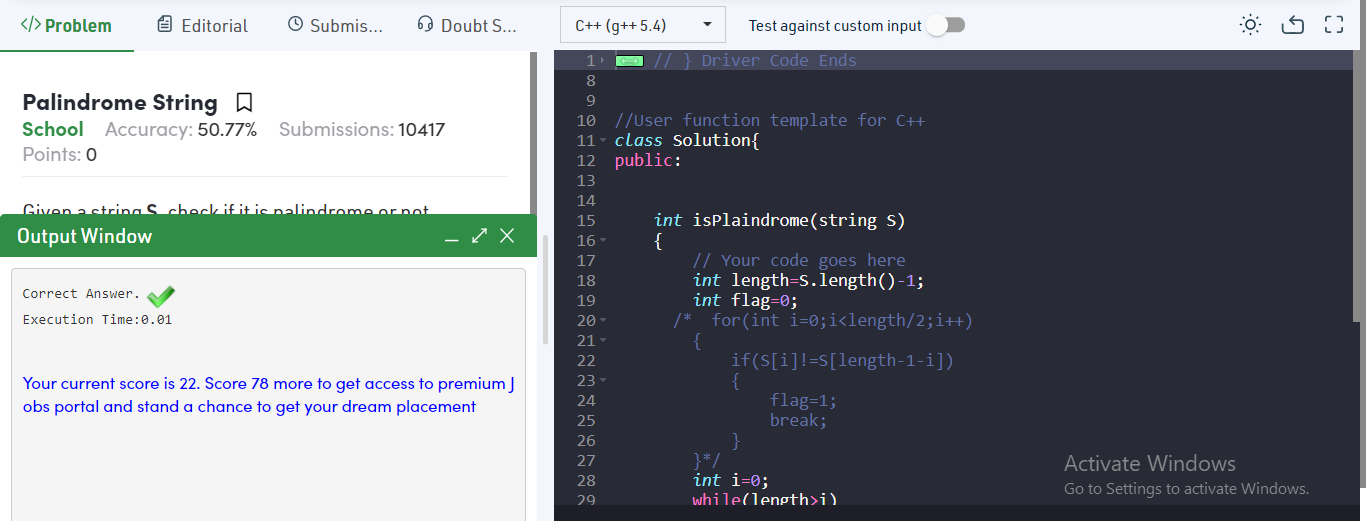 </> Problem
Editorial
Submis...
Doubt S...
C++ (g++ 5.4)
Test against custom input
Palindrome String
School Accuracy: 50.77% Submissions: 10417
Points: 0
Given a string S, check if it is palindrome or not.
Output Window
Correct Answer.
Execution Time:0.01
Your current score is 22. Score 78 more to get access to premium J
obs portal and stand a chance to get your dream placement
1 // } Driver Code Ends
8
9
10 //User function template for C++
11 class Solution{
12 public:
13
14
15 int isPlaindrome(string S)
16 {
17 // Your code goes here
18 int length=S.length()-1;
19 int flag=0;
20 /* for(int i=0;i<length/2;i++)
21 {
22 if(S[i]!=S[length-1-i])
23 {
24 flag=1;
25 break;
26 }
27 }*/
28 int i=0;
29 while(length>i)
Activate Windows
Go to Settings to activate Windows.